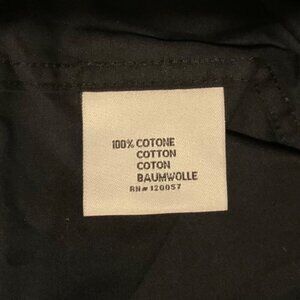 100% COTONE
COTTON
COTON
BAUMWOLLE
RN# 120057